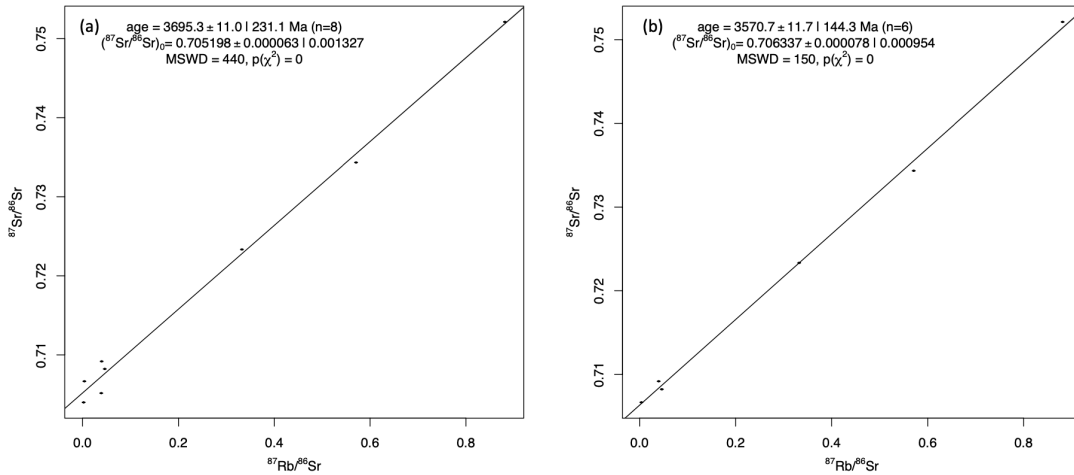 (a)
age = 3695.3 ± 11.0 | 231.1 Ma (n=8)
(⁸⁷Sr/⁸⁶Sr)₀= 0.705198 ± 0.000063 | 0.001327
MSWD = 440, p(χ²) = 0
0.75
0.74
0.73
0.72
0.71
⁸⁷Sr/⁸⁶Sr
0.0 0.2 0.4 0.6 0.8
⁸⁷Rb/⁸⁶Sr
(b)
age = 3570.7 ± 11.7 | 144.3 Ma (n=6)
(⁸⁷Sr/⁸⁶Sr)₀= 0.706337 ± 0.000078 | 0.000954
MSWD = 150, p(χ²) = 0
0.75
0.74
0.73
0.72
0.71
⁸⁷Sr/⁸⁶Sr
0.0 0.2 0.4 0.6 0.8
⁸⁷Rb/⁸⁶Sr